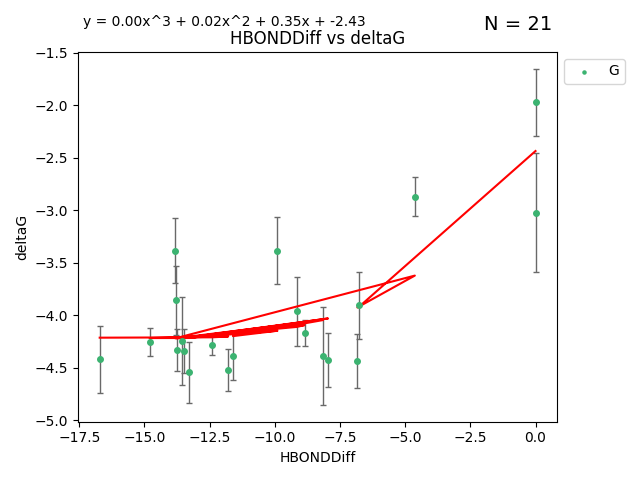 y = 0.00x^3 + 0.02x^2 + 0.35x + -2.43
N = 21
HBONDDiff vs deltaG
G
deltaG
−1.5
−2.0
−2.5
−3.0
−3.5
−4.0
−4.5
−5.0
−17.5 −15.0 −12.5 −10.0 −7.5 −5.0 −2.5 0.0
HBONDDiff